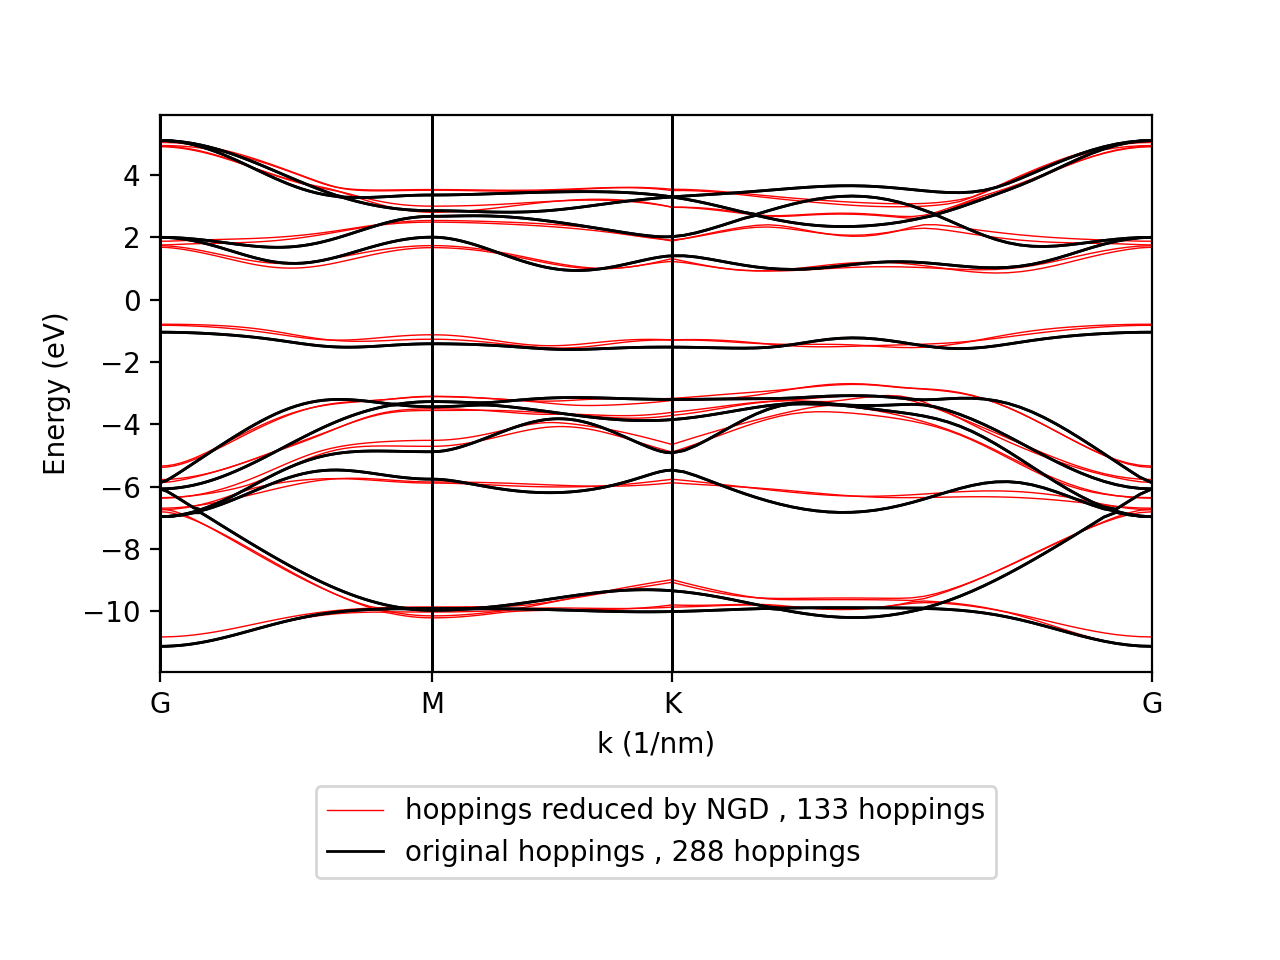 4
2
0
−2
−4
−6
−8
−10
Energy (eV)
G
M
K
G
k (1/nm)
hoppings reduced by NGD , 133 hoppings
original hoppings , 288 hoppings